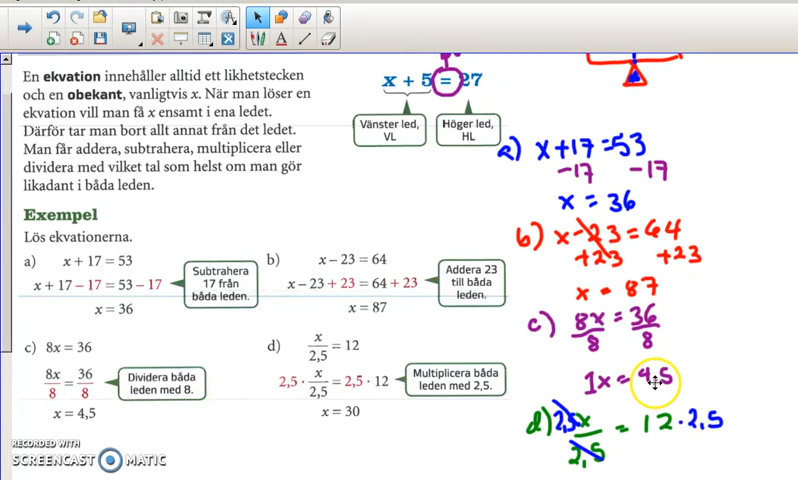 En ekvation innehåller alltid ett likhetstecken
och en obekant, vanligtvis x. När man löser en
ekvation vill man få x ensamt i ena ledet.
Därför tar man bort allt annat från det ledet.
Man får addera, subtrahera, multiplicera eller
dividera med vilket tal som helst om man gör
likadant i båda leden.
x + 5 = 27
Vänster led,
VL
Höger led,
HL
Exempel
Lös ekvationerna.
a) x + 17 = 53
x + 17 − 17 = 53 − 17
x = 36
Subtrahera
17 från
båda leden.
b) x − 23 = 64
x − 23 + 23 = 64 + 23
x = 87
Addera 23
till båda
leden.
c) 8x = 36
8x/8 = 36/8
x = 4,5
Dividera båda
leden med 8.
d) x/2,5 = 12
2,5 · x/2,5 = 2,5 · 12
x = 30
Multiplicera båda
leden med 2,5.
a) x+17=53
-17 -17
x = 36
b) x-23=64
+23 +23
x = 87
c) 8x/8 = 36/8
1x = 4,5
d) 2,5x/2,5 = 12·2,5
RECORDED WITH
SCREENCAST MATIC